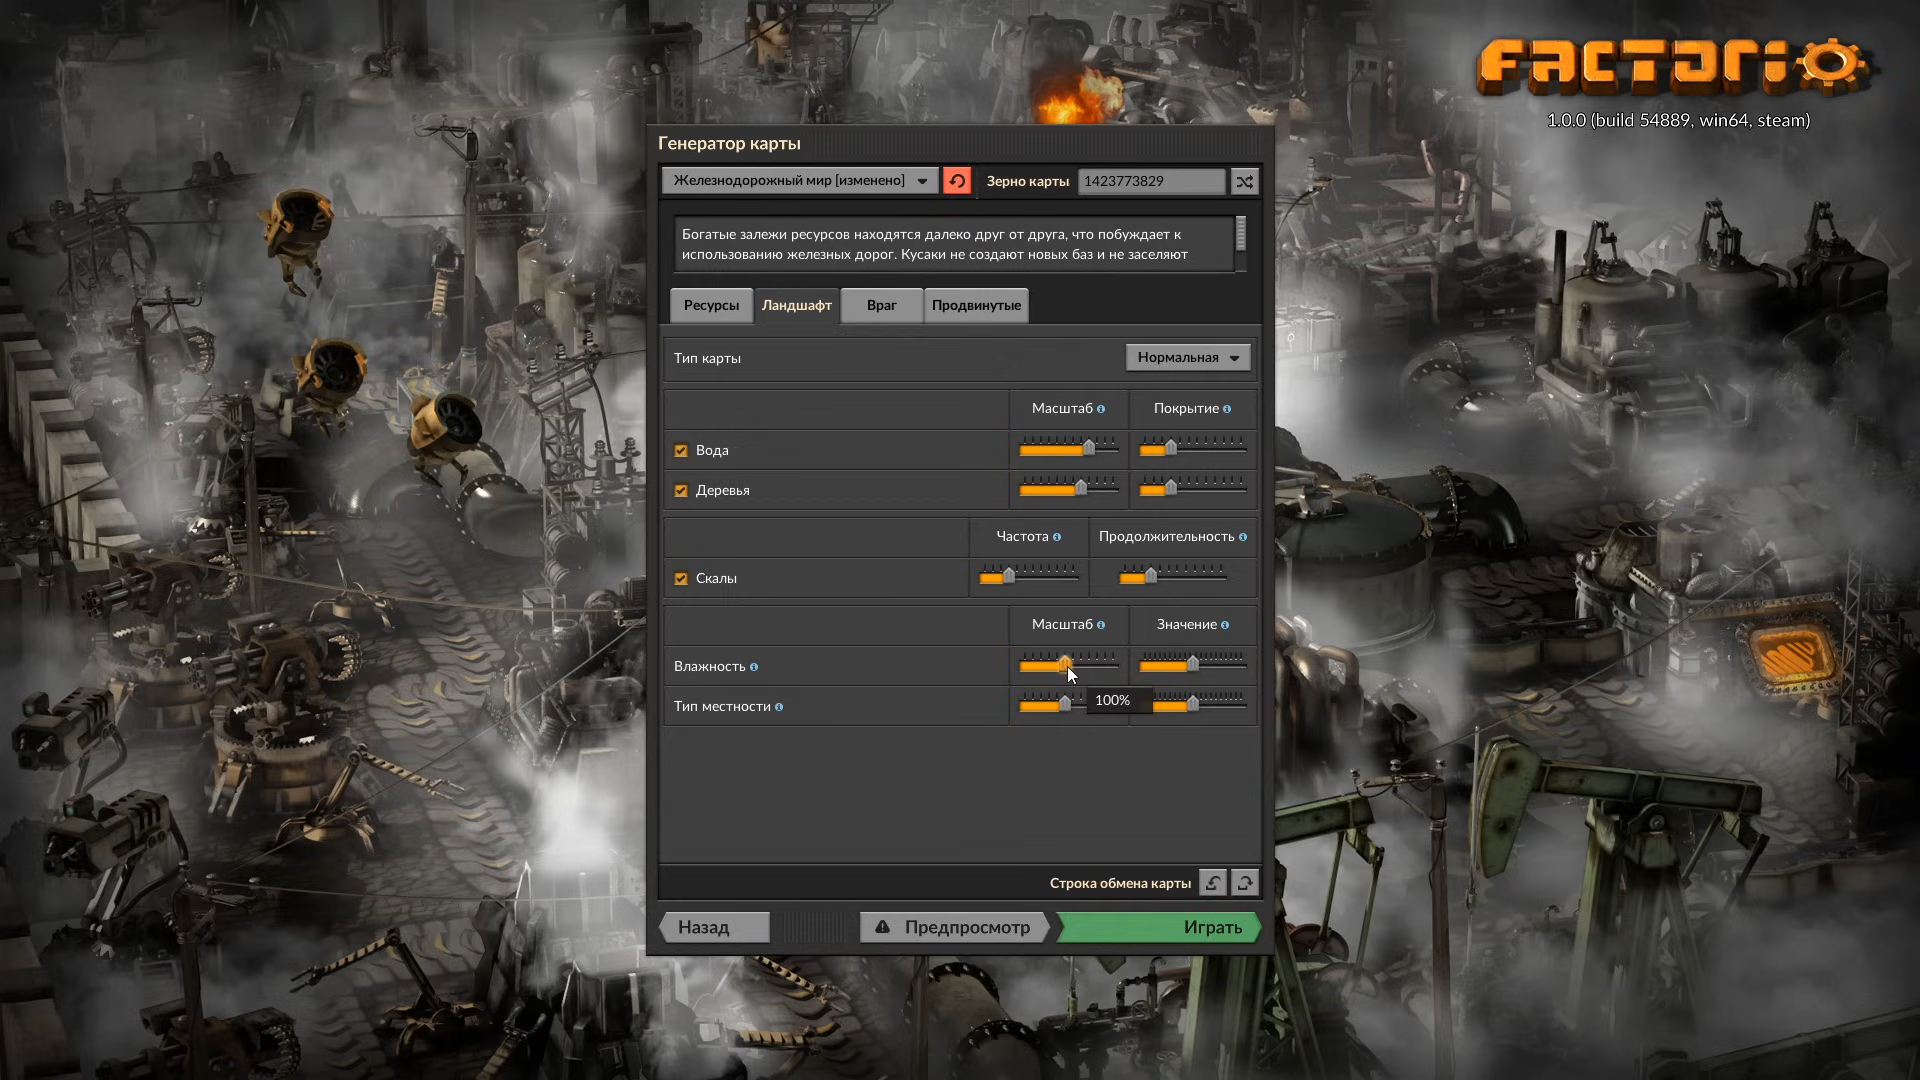 FACTORIO
1.0.0 (build 54889, win64, steam)
Генератор карты
Железнодорожный мир [изменено]
Зерно карты
1423773829
Богатые залежи ресурсов находятся далеко друг от друга, что побуждает к
использованию железных дорог. Кусаки не создают новых баз и не заселяют
Ресурсы
Ландшафт
Враг
Продвинутые
Тип карты
Нормальная
Масштаб
Покрытие
Вода
Деревья
Частота
Продолжительность
Скалы
Масштаб
Значение
Влажность
Тип местности
100%
Строка обмена карты
Назад
Предпросмотр
Играть